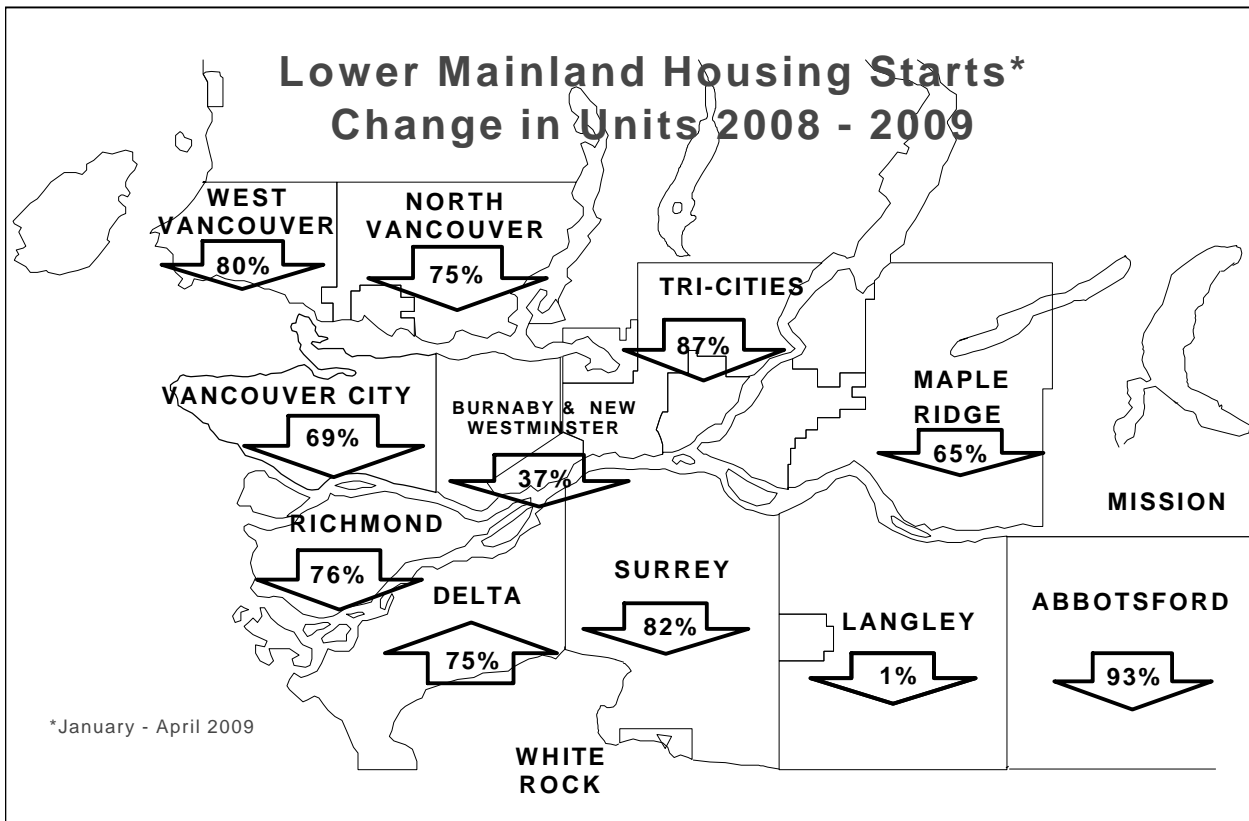 Lower Mainland Housing Starts*
Change in Units 2008 - 2009
WEST
VANCOUVER
80%
NORTH
VANCOUVER
75%
TRI-CITIES
87%
VANCOUVER CITY
69%
BURNABY & NEW
WESTMINSTER
37%
MAPLE
RIDGE
65%
MISSION
RICHMOND
76%
DELTA
75%
SURREY
82%
LANGLEY
1%
ABBOTSFORD
93%
*January - April 2009
WHITE
ROCK